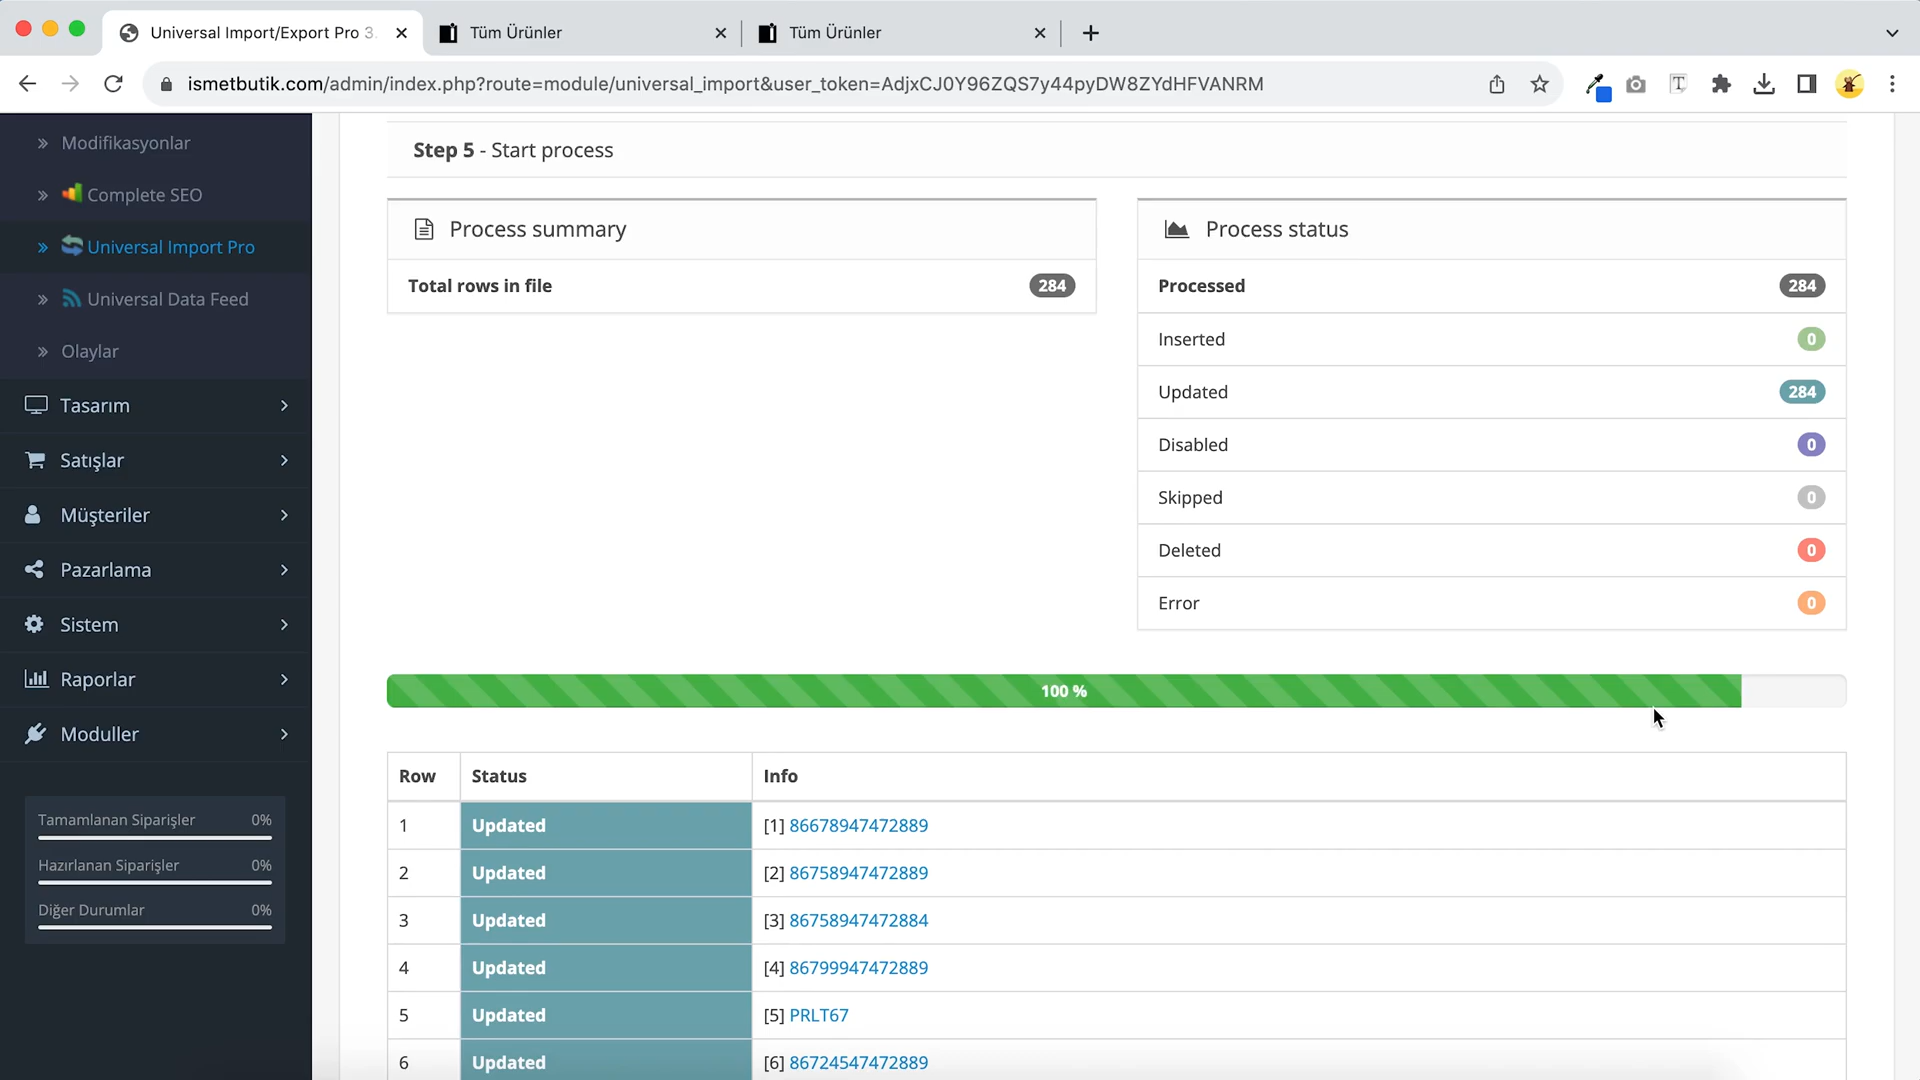 Universal Import/Export Pro 3.
Tüm Ürünler
Tüm Ürünler
ismetbutik.com/admin/index.php?route=module/universal_import&user_token=AdjxCJ0Y96ZQS7y44pyDW8ZYdHFVANRM
Modifikasyonlar
Complete SEO
Universal Import Pro
Universal Data Feed
Olaylar
Tasarım
Satışlar
Müşteriler
Pazarlama
Sistem
Raporlar
Moduller
Tamamlanan Siparişler 0%
Hazırlanan Siparişler 0%
Diğer Durumlar 0%
Step 5 - Start process
Process summary
Total rows in file 284
Process status
Processed 284
Inserted 0
Updated 284
Disabled 0
Skipped 0
Deleted 0
Error 0
100 %
Row Status Info
1 Updated [1] 86678947472889
2 Updated [2] 86758947472889
3 Updated [3] 86758947472884
4 Updated [4] 86799947472889
5 Updated [5] PRLT67
6 Updated [6] 86724547472889